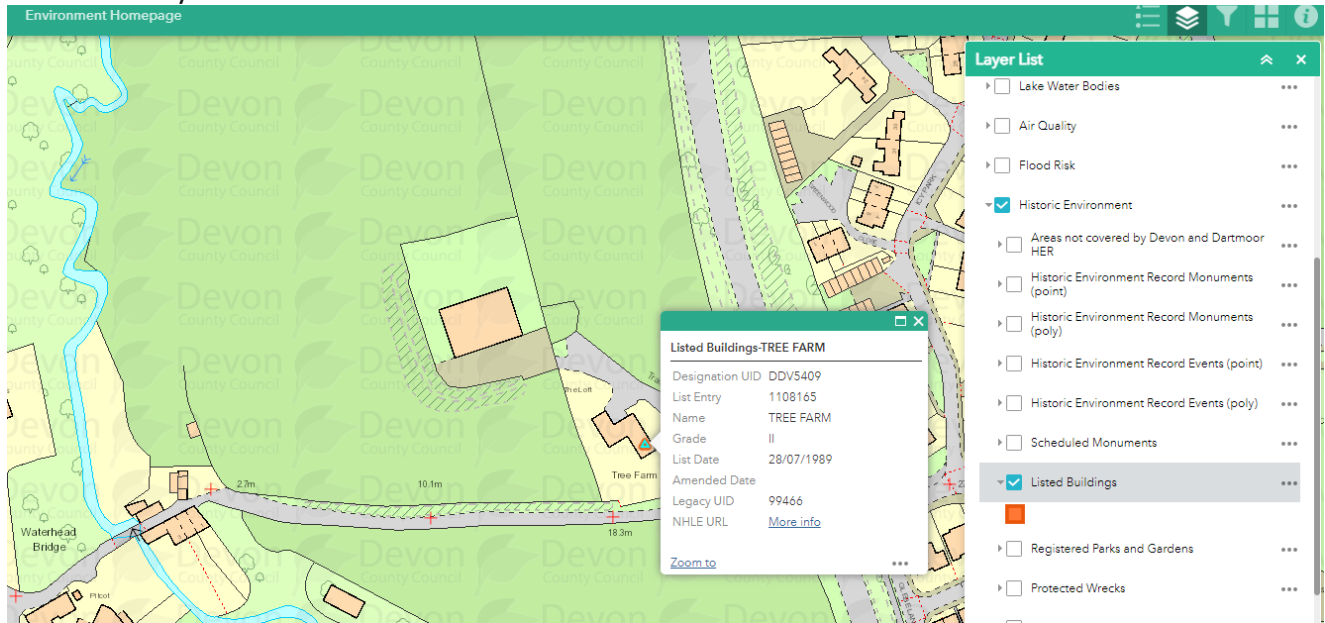 Environment Homepage
Layer List
Lake Water Bodies
Air Quality
Flood Risk
Historic Environment
Areas not covered by Devon and Dartmoor
HER
Historic Environment Record Monuments
(point)
Historic Environment Record Monuments
(poly)
Historic Environment Record Events (point)
Historic Environment Record Events (poly)
Scheduled Monuments
Listed Buildings
Registered Parks and Gardens
Protected Wrecks
Listed Buildings-TREE FARM
Designation UID DDV5409
List Entry 1108165
Name TREE FARM
Grade II
List Date 28/07/1989
Amended Date
Legacy UID 99466
NHLE URL More info
Zoom to
Devon
County Council
ICY PARK
TheLoft
Tree Farm
2.7m
10.1m
18.3m
Waterhead
Bridge
Pilcot